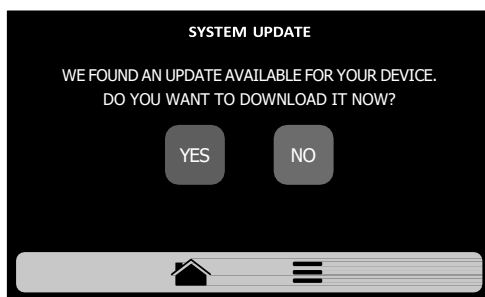 SYSTEM UPDATE
WE FOUND AN UPDATE AVAILABLE FOR YOUR DEVICE.
DO YOU WANT TO DOWNLOAD IT NOW?
YES NO